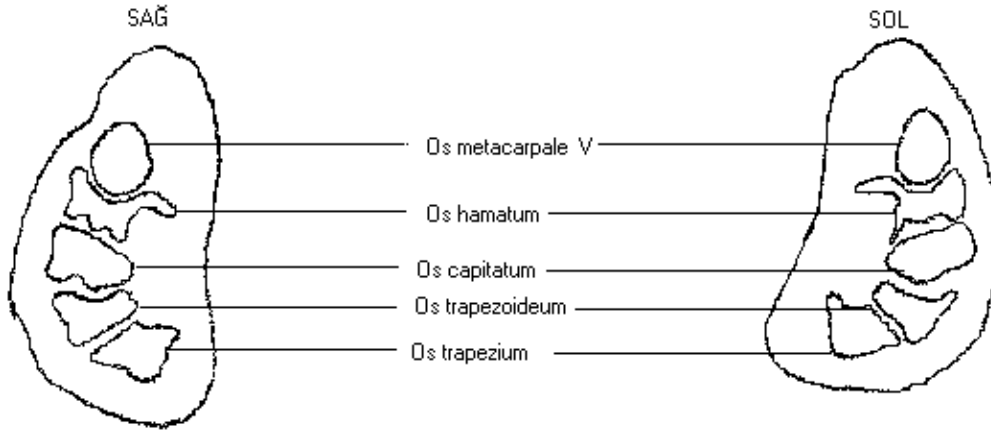 SAĞ
SOL
Os metacarpale V
Os hamatum
Os capitatum
Os trapezoideum
Os trapezium